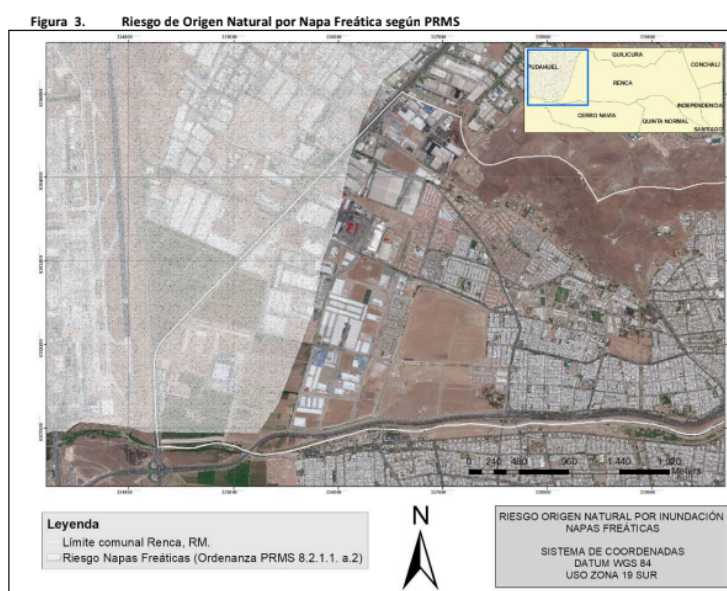 Figura 3. Riesgo de Origen Natural por Napa Freática según PRMS
QUILICURA
PUDAHUEL
CONCHALÍ
RENCA
INDEPENDENCIA
CERRO NAVIA
QUINTA NORMAL
SANTIAGO
240 480 960 1.440 1.920
Meters
Leyenda
Límite comunal Renca, RM.
Riesgo Napas Freáticas (Ordenanza PRMS 8.2.1.1. a.2)
N
RIESGO ORIGEN NATURAL POR INUNDACIÓN
NAPAS FREÁTICAS
SISTEMA DE COORDENADAS
DATUM WGS 84
USO ZONA 19 SUR